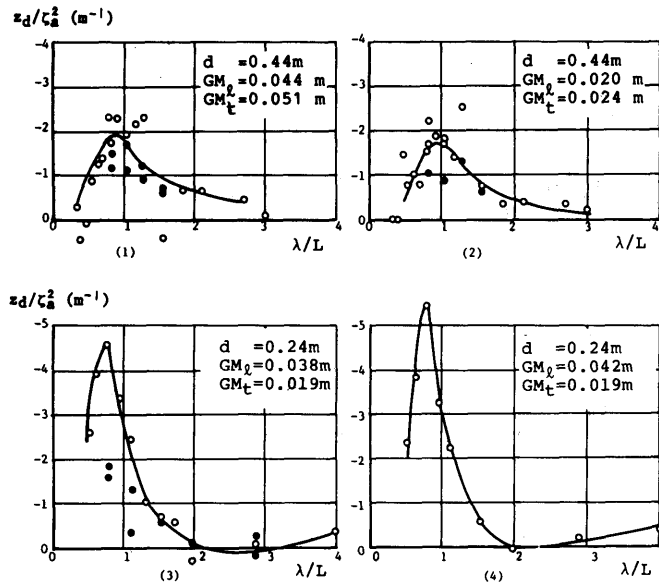 z_d/ζ_a^2 (m^-1)
-4
-3
-2
-1
0
d =0.44m
GM_ℓ=0.044 m
GM_t=0.051 m
0 1 2 3 4
(1)
λ/L
-4
-3
-2
-1
0
d =0.44m
GM_ℓ=0.020 m
GM_t=0.024 m
0 1 2 3 4
(2)
λ/L
z_d/ζ_a^2 (m^-1)
-5
-4
-3
-2
-1
0
d =0.24m
GM_ℓ=0.038m
GM_t=0.019m
0 1 2 3 4
(3)
λ/L
-5
-4
-3
-2
-1
0
d =0.24m
GM_ℓ=0.042m
GM_t=0.019m
0 1 2 3 4
(4)
λ/L